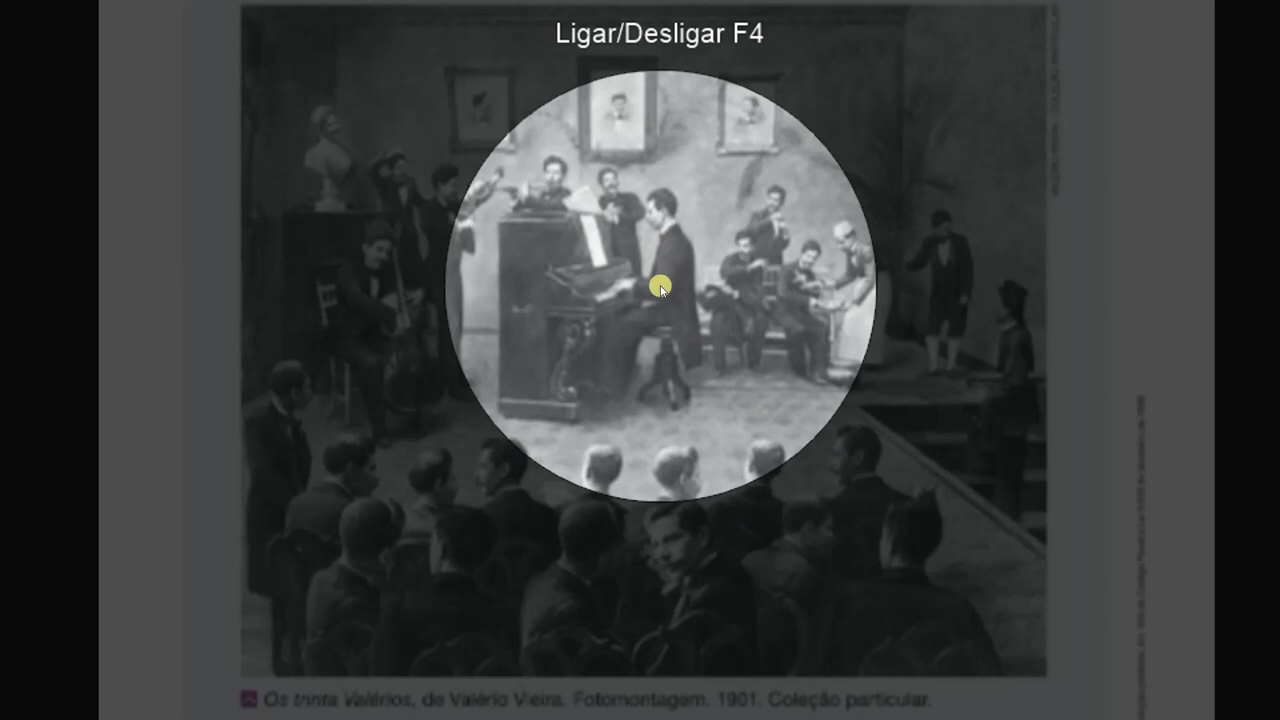 Ligar/Desligar F4
Os trinta Valérios, de Valério Vieira. Fotomontagem. 1901. Coleção particular.